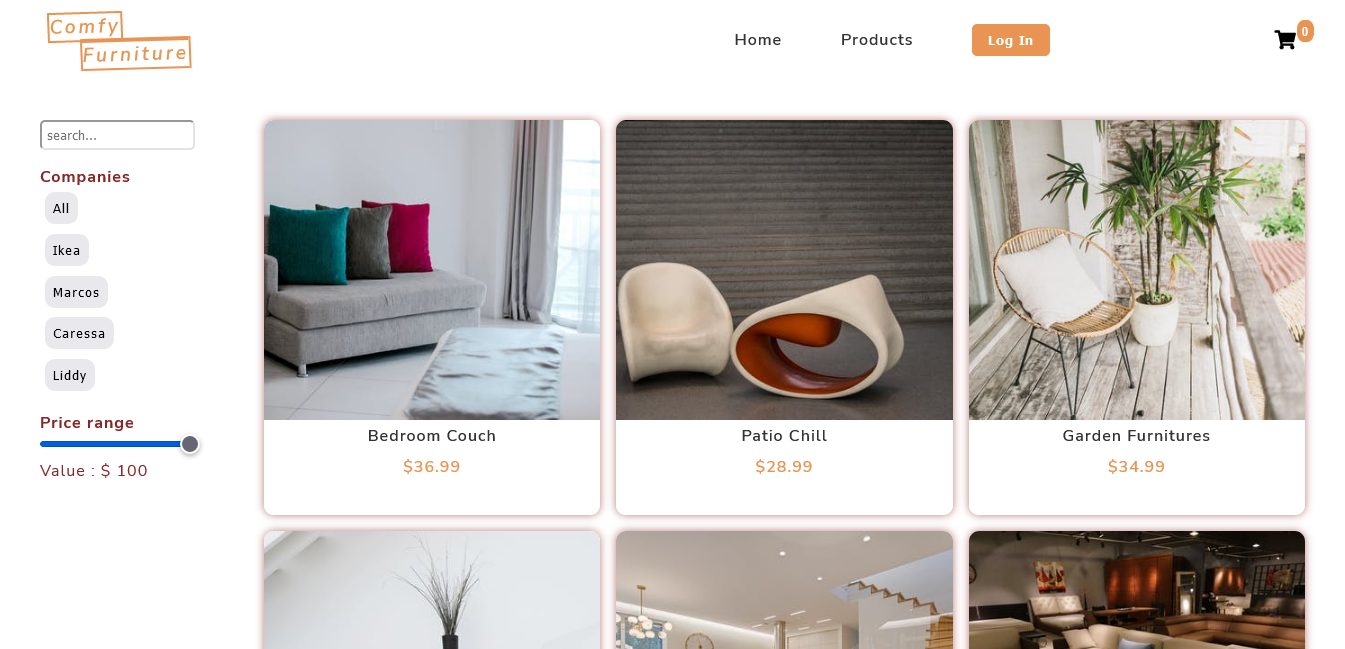 Comfy
Furniture
Home
Products
Log In
0
search...
Companies
All
Ikea
Marcos
Caressa
Liddy
Price range
Value : $ 100
Bedroom Couch
$36.99
Patio Chill
$28.99
Garden Furnitures
$34.99